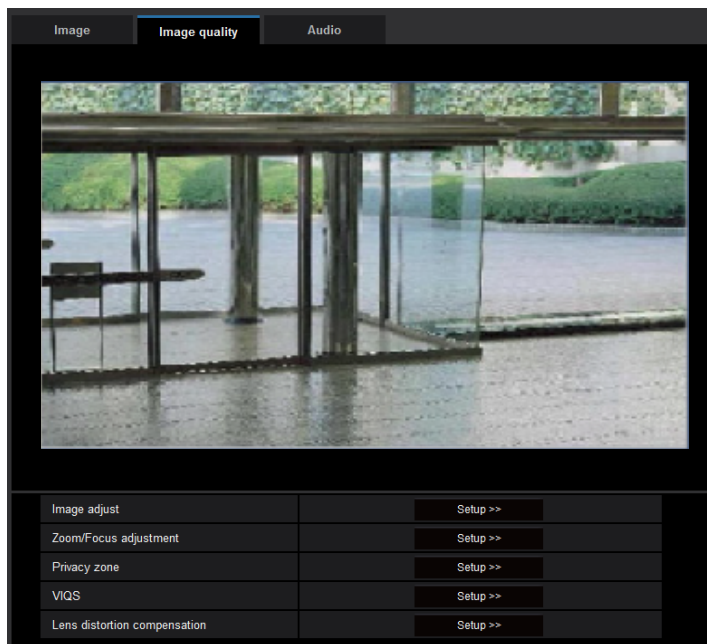 Image Image quality Audio
Image adjust Setup >>
Zoom/Focus adjustment Setup >>
Privacy zone Setup >>
VIQS Setup >>
Lens distortion compensation Setup >>